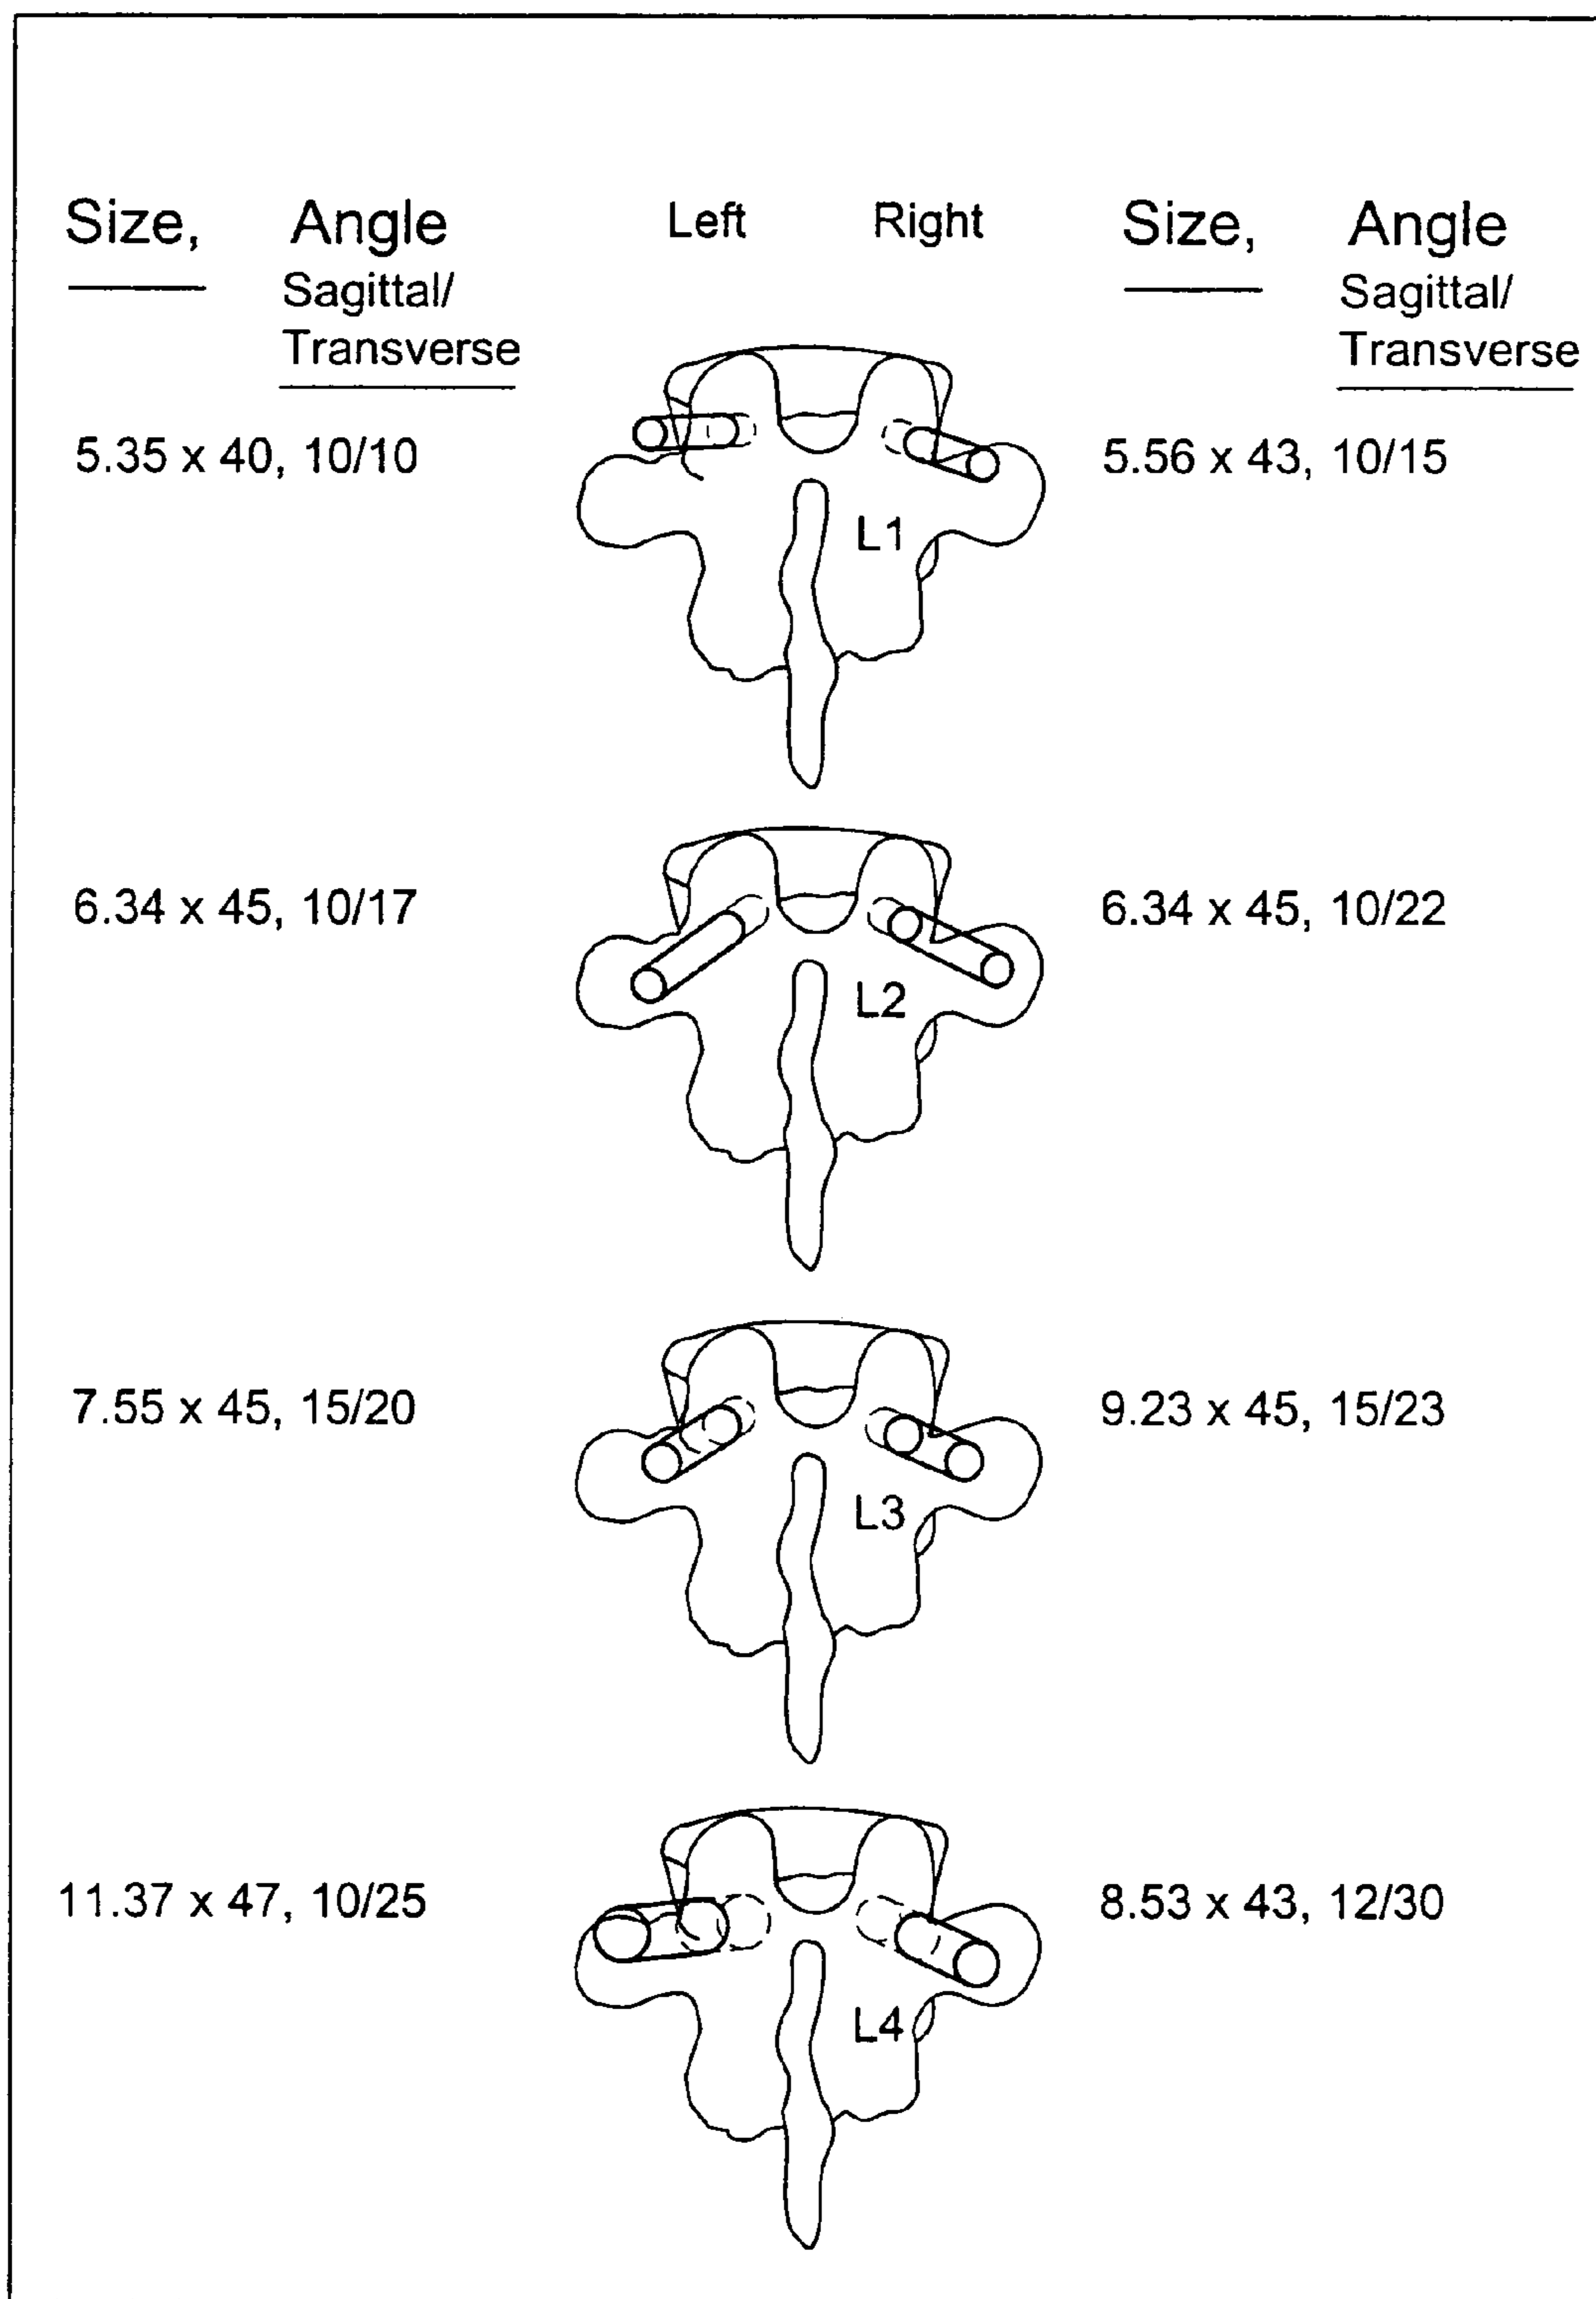 Size, Angle Left Right Size, Angle
Sagittal/ Sagittal/
Transverse Transverse
5.35 x 40, 10/10 5.56 x 43, 10/15
L1
6.34 x 45, 10/17 6.34 x 45, 10/22
L2
7.55 x 45, 15/20 9.23 x 45, 15/23
L3
11.37 x 47, 10/25 8.53 x 43, 12/30
L4